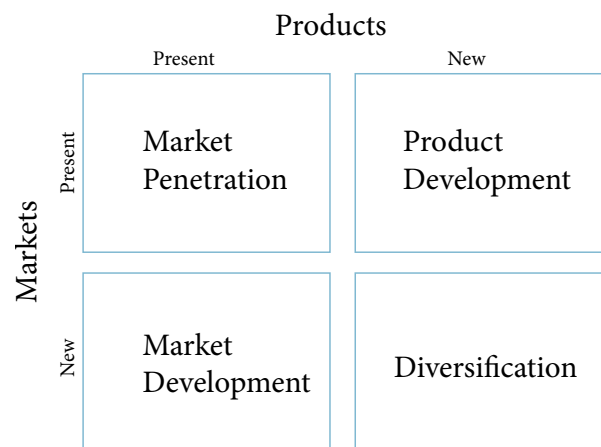 Products
Present
New
Markets
Present
Market
Penetration
Product
Development
New
Market
Development
Diversification